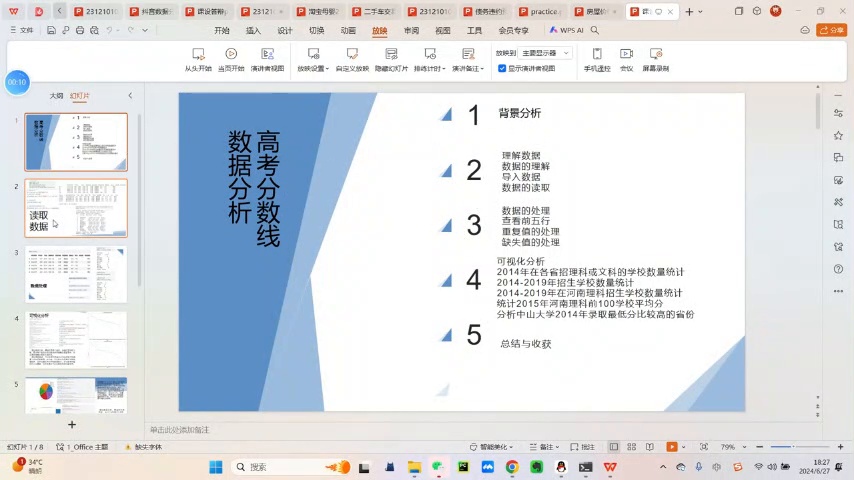 23121010
抖音数据分
课设答辩p
23121
淘宝母婴2
二手车交易
23121010
债务违约预
practice.p
房屋价
文件
开始
插入
设计
切换
动画
放映
审阅
视图
工具
会员专享
WPS AI
分享
从头开始
当页开始
演讲者视图
放映设置
自定义放映
隐藏幻灯片
排练计时
演讲备注
放映到
主要显示器
显示演讲者视图
手机遥控
会议
屏幕录制
00:10
大纲
幻灯片
1
2
读取
数据
3
数据处理
4
可视化分析
5
高考分数线
数据分析
1
背景分析
2
理解数据
数据的理解
导入数据
数据的读取
3
数据的处理
查看前五行
重复值的处理
缺失值的处理
4
可视化分析
2014年在各省招理科或文科的学校数量统计
2014-2019年招生学校数量统计
2014-2019年在河南理科招生学校数量统计
统计2015年河南理科前100学校平均分
分析中山大学2014年录取最低分比较高的省份
5
总结与收获
单击此处添加备注
幻灯片 1 / 8
1_Office 主题
缺失字体
智能美化
备注
批注
79%
34°C
晴朗
搜索
英
18:27
2024/6/27